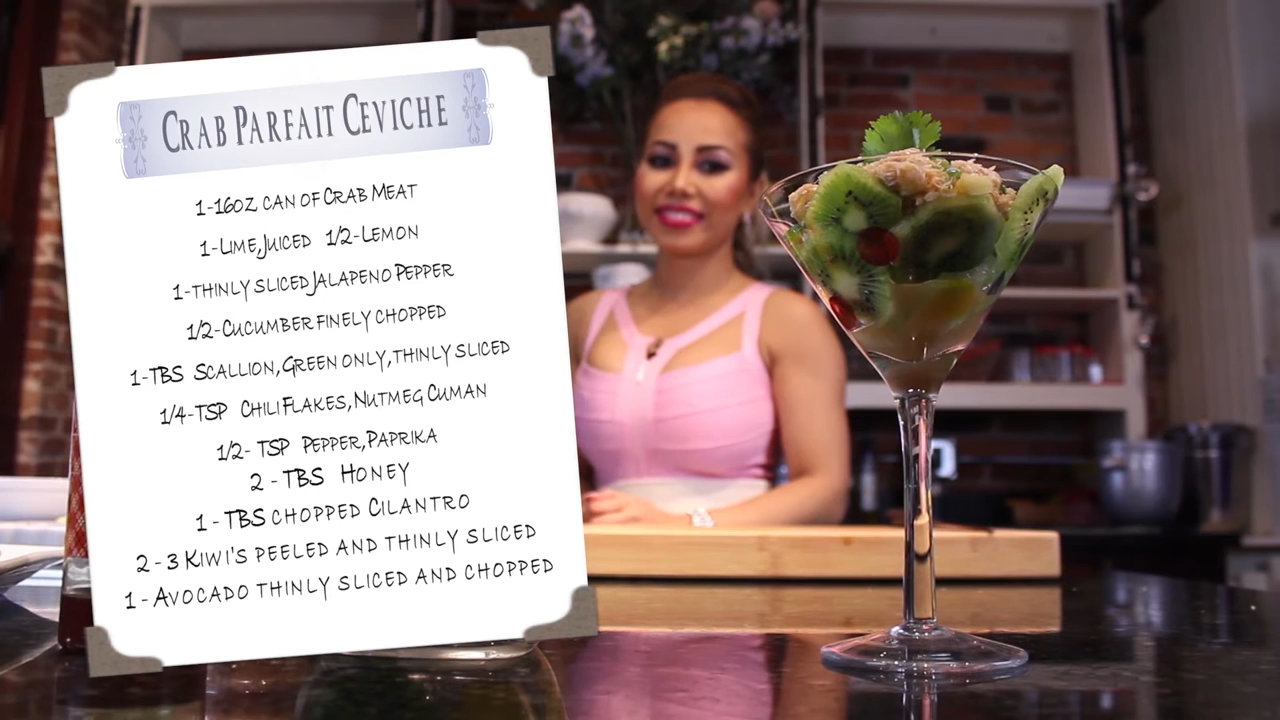 CRAB PARFAIT CEVICHE
1-16OZ CAN OF CRAB MEAT
1-LIME,JUICED 1/2-LEMON
1-THINLY SLICED JALAPENO PEPPER
1/2-CUCUMBER FINELY CHOPPED
1-TBS SCALLION,GREEN ONLY,THINLY SLICED
1/4-TSP CHILI FLAKES,NUTMEG CUMAN
1/2- TSP PEPPER,PAPRIKA
2 - TBS HONEY
1 - TBS CHOPPED CILANTRO
2 - 3 KIWI'S PEELED AND THINLY SLICED
1 - AVOCADO THINLY SLICED AND CHOPPED